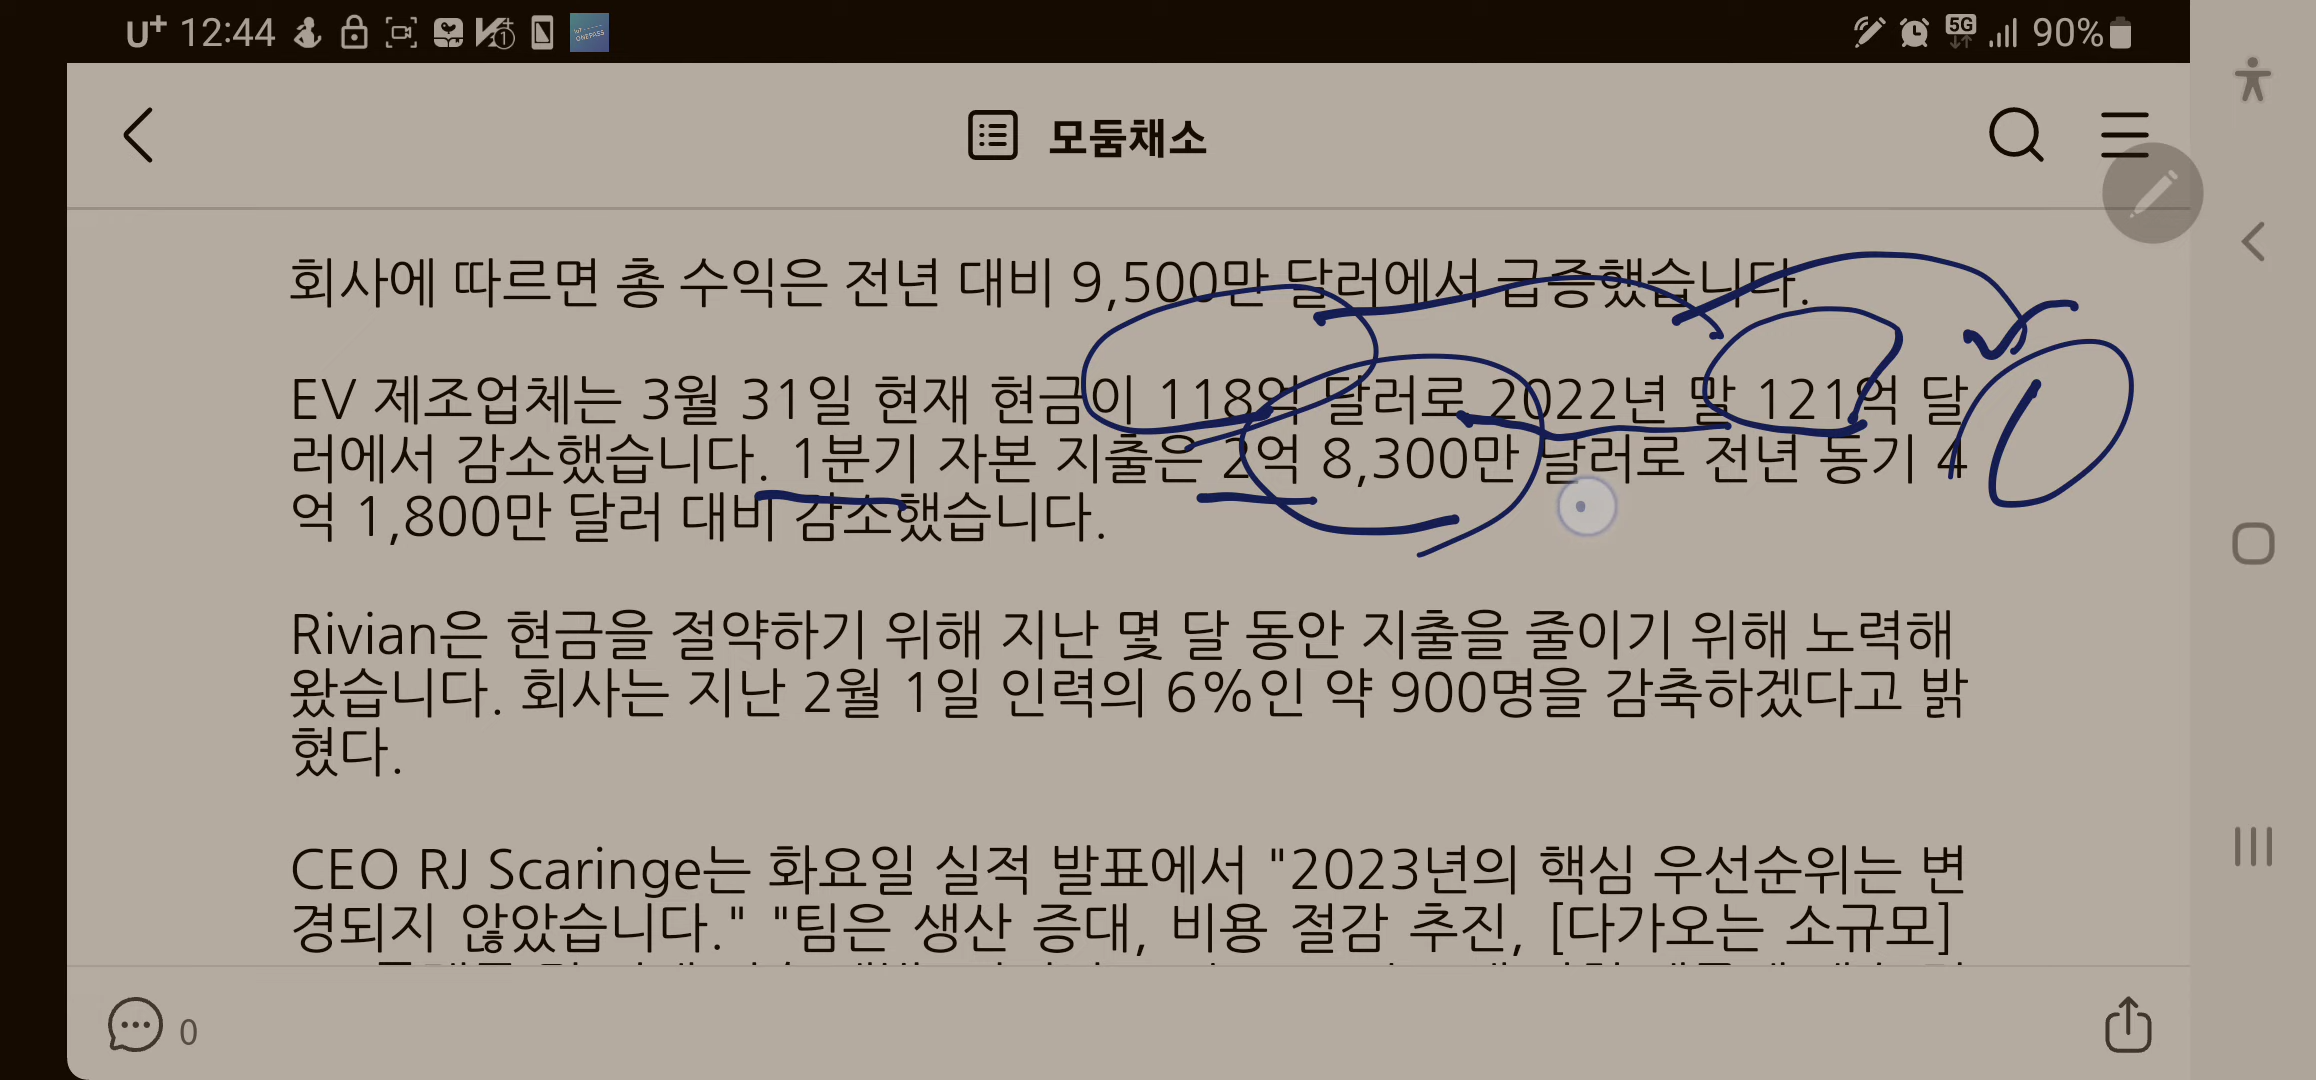 U+ 12:44 5G 90%
모둠채소
회사에 따르면 총 수익은 전년 대비 9,500만 달러에서 급증했습니다.
EV 제조업체는 3월 31일 현재 현금이 118억 달러로 2022년 말 121억 달
러에서 감소했습니다. 1분기 자본 지출은 2억 8,300만 달러로 전년 동기 4
억 1,800만 달러 대비 감소했습니다.
Rivian은 현금을 절약하기 위해 지난 몇 달 동안 지출을 줄이기 위해 노력해
왔습니다. 회사는 지난 2월 1일 인력의 6%인 약 900명을 감축하겠다고 밝
혔다.
CEO RJ Scaringe는 화요일 실적 발표에서 "2023년의 핵심 우선순위는 변
경되지 않았습니다." "팀은 생산 증대, 비용 절감 추진, [다가오는 소규모]
0